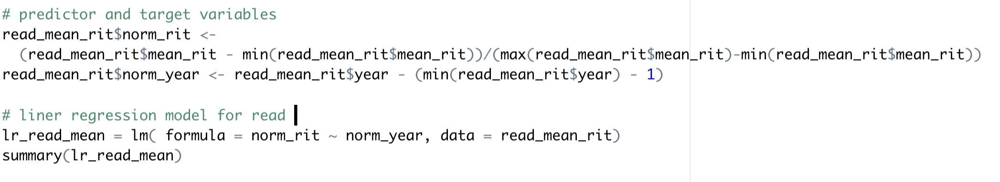 # predictor and target variables
read_mean_rit$norm_rit <-
  (read_mean_rit$mean_rit - min(read_mean_rit$mean_rit))/(max(read_mean_rit$mean_rit)-min(read_mean_rit$mean_rit))
read_mean_rit$norm_year <- read_mean_rit$year - (min(read_mean_rit$year) - 1)
# liner regression model for read
lr_read_mean = lm( formula = norm_rit ~ norm_year, data = read_mean_rit)
summary(lr_read_mean)